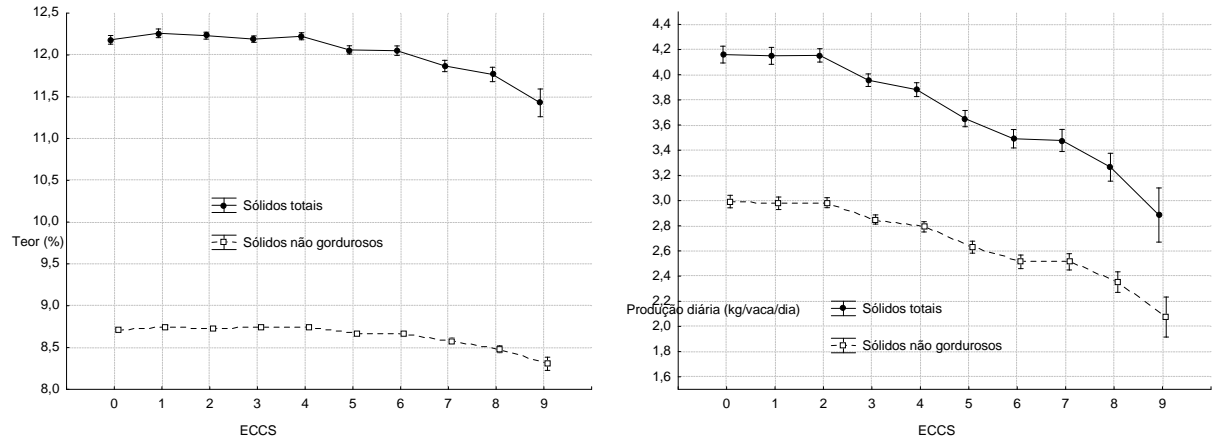 12,5
12,0
11,5
11,0
10,5
10,0
9,5
9,0
8,5
8,0
Teor (%)
Sólidos totais
Sólidos não gordurosos
0 1 2 3 4 5 6 7 8 9
ECCS
4,4
4,2
4,0
3,8
3,6
3,4
3,2
3,0
2,8
2,6
2,4
2,2
2,0
1,8
1,6
Produção diária (kg/vaca/dia)
Sólidos totais
Sólidos não gordurosos
0 1 2 3 4 5 6 7 8 9
ECCS